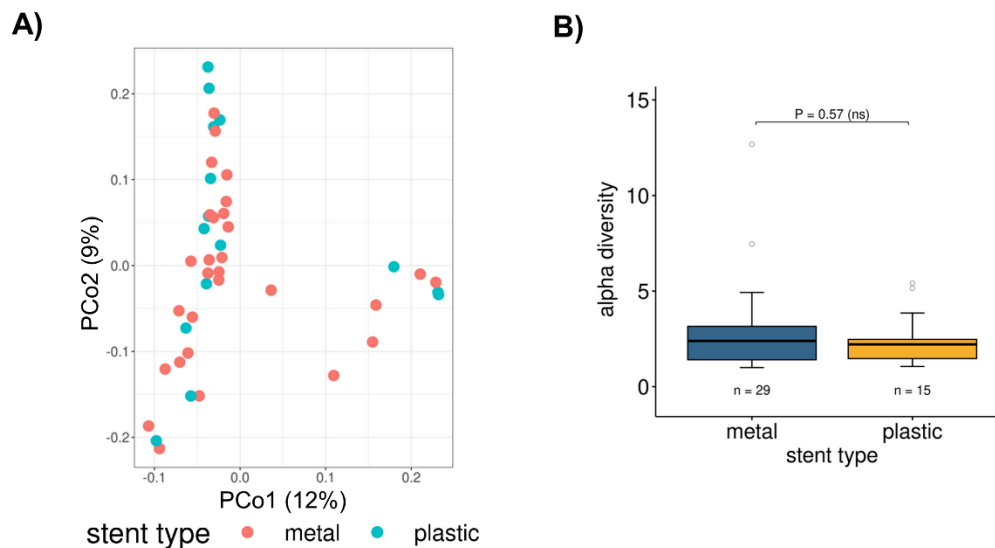 A)
PCo2 (9%)
0.2
0.1
0.0
-0.1
-0.2
-0.1
0.0
0.1
0.2
PCo1 (12%)
stent type metal plastic
B)
alpha diversity
15
10
5
0
P = 0.57 (ns)
n = 29
n = 15
metal
plastic
stent type